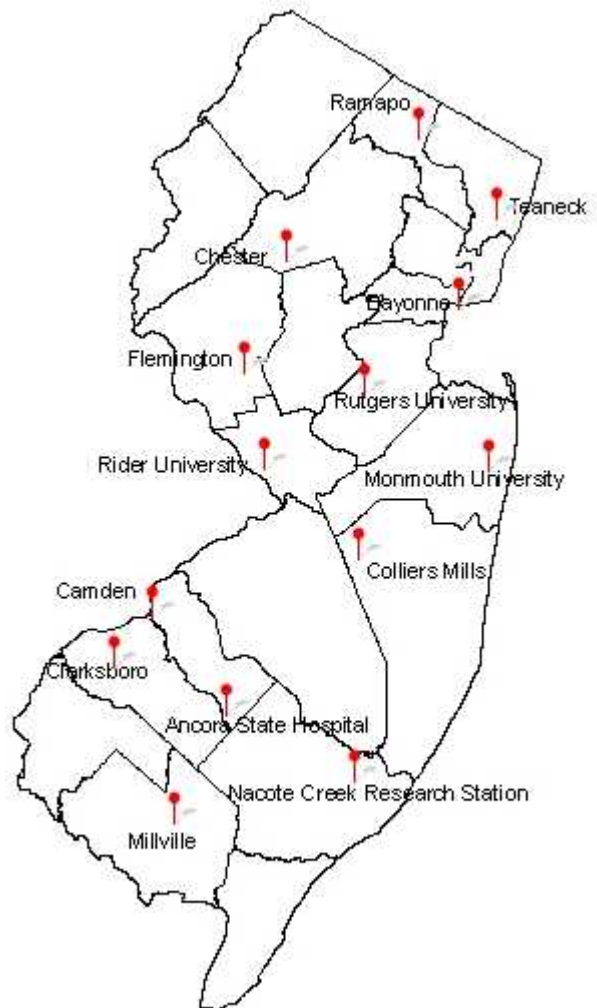 Ramapo
Teaneck
Chester
Bayonne
Flemington
Rutgers University
Rider University
Monmouth University
Colliers Mills
Camden
Clarksboro
Ancora State Hospital
Nacote Creek Research Station
Millville